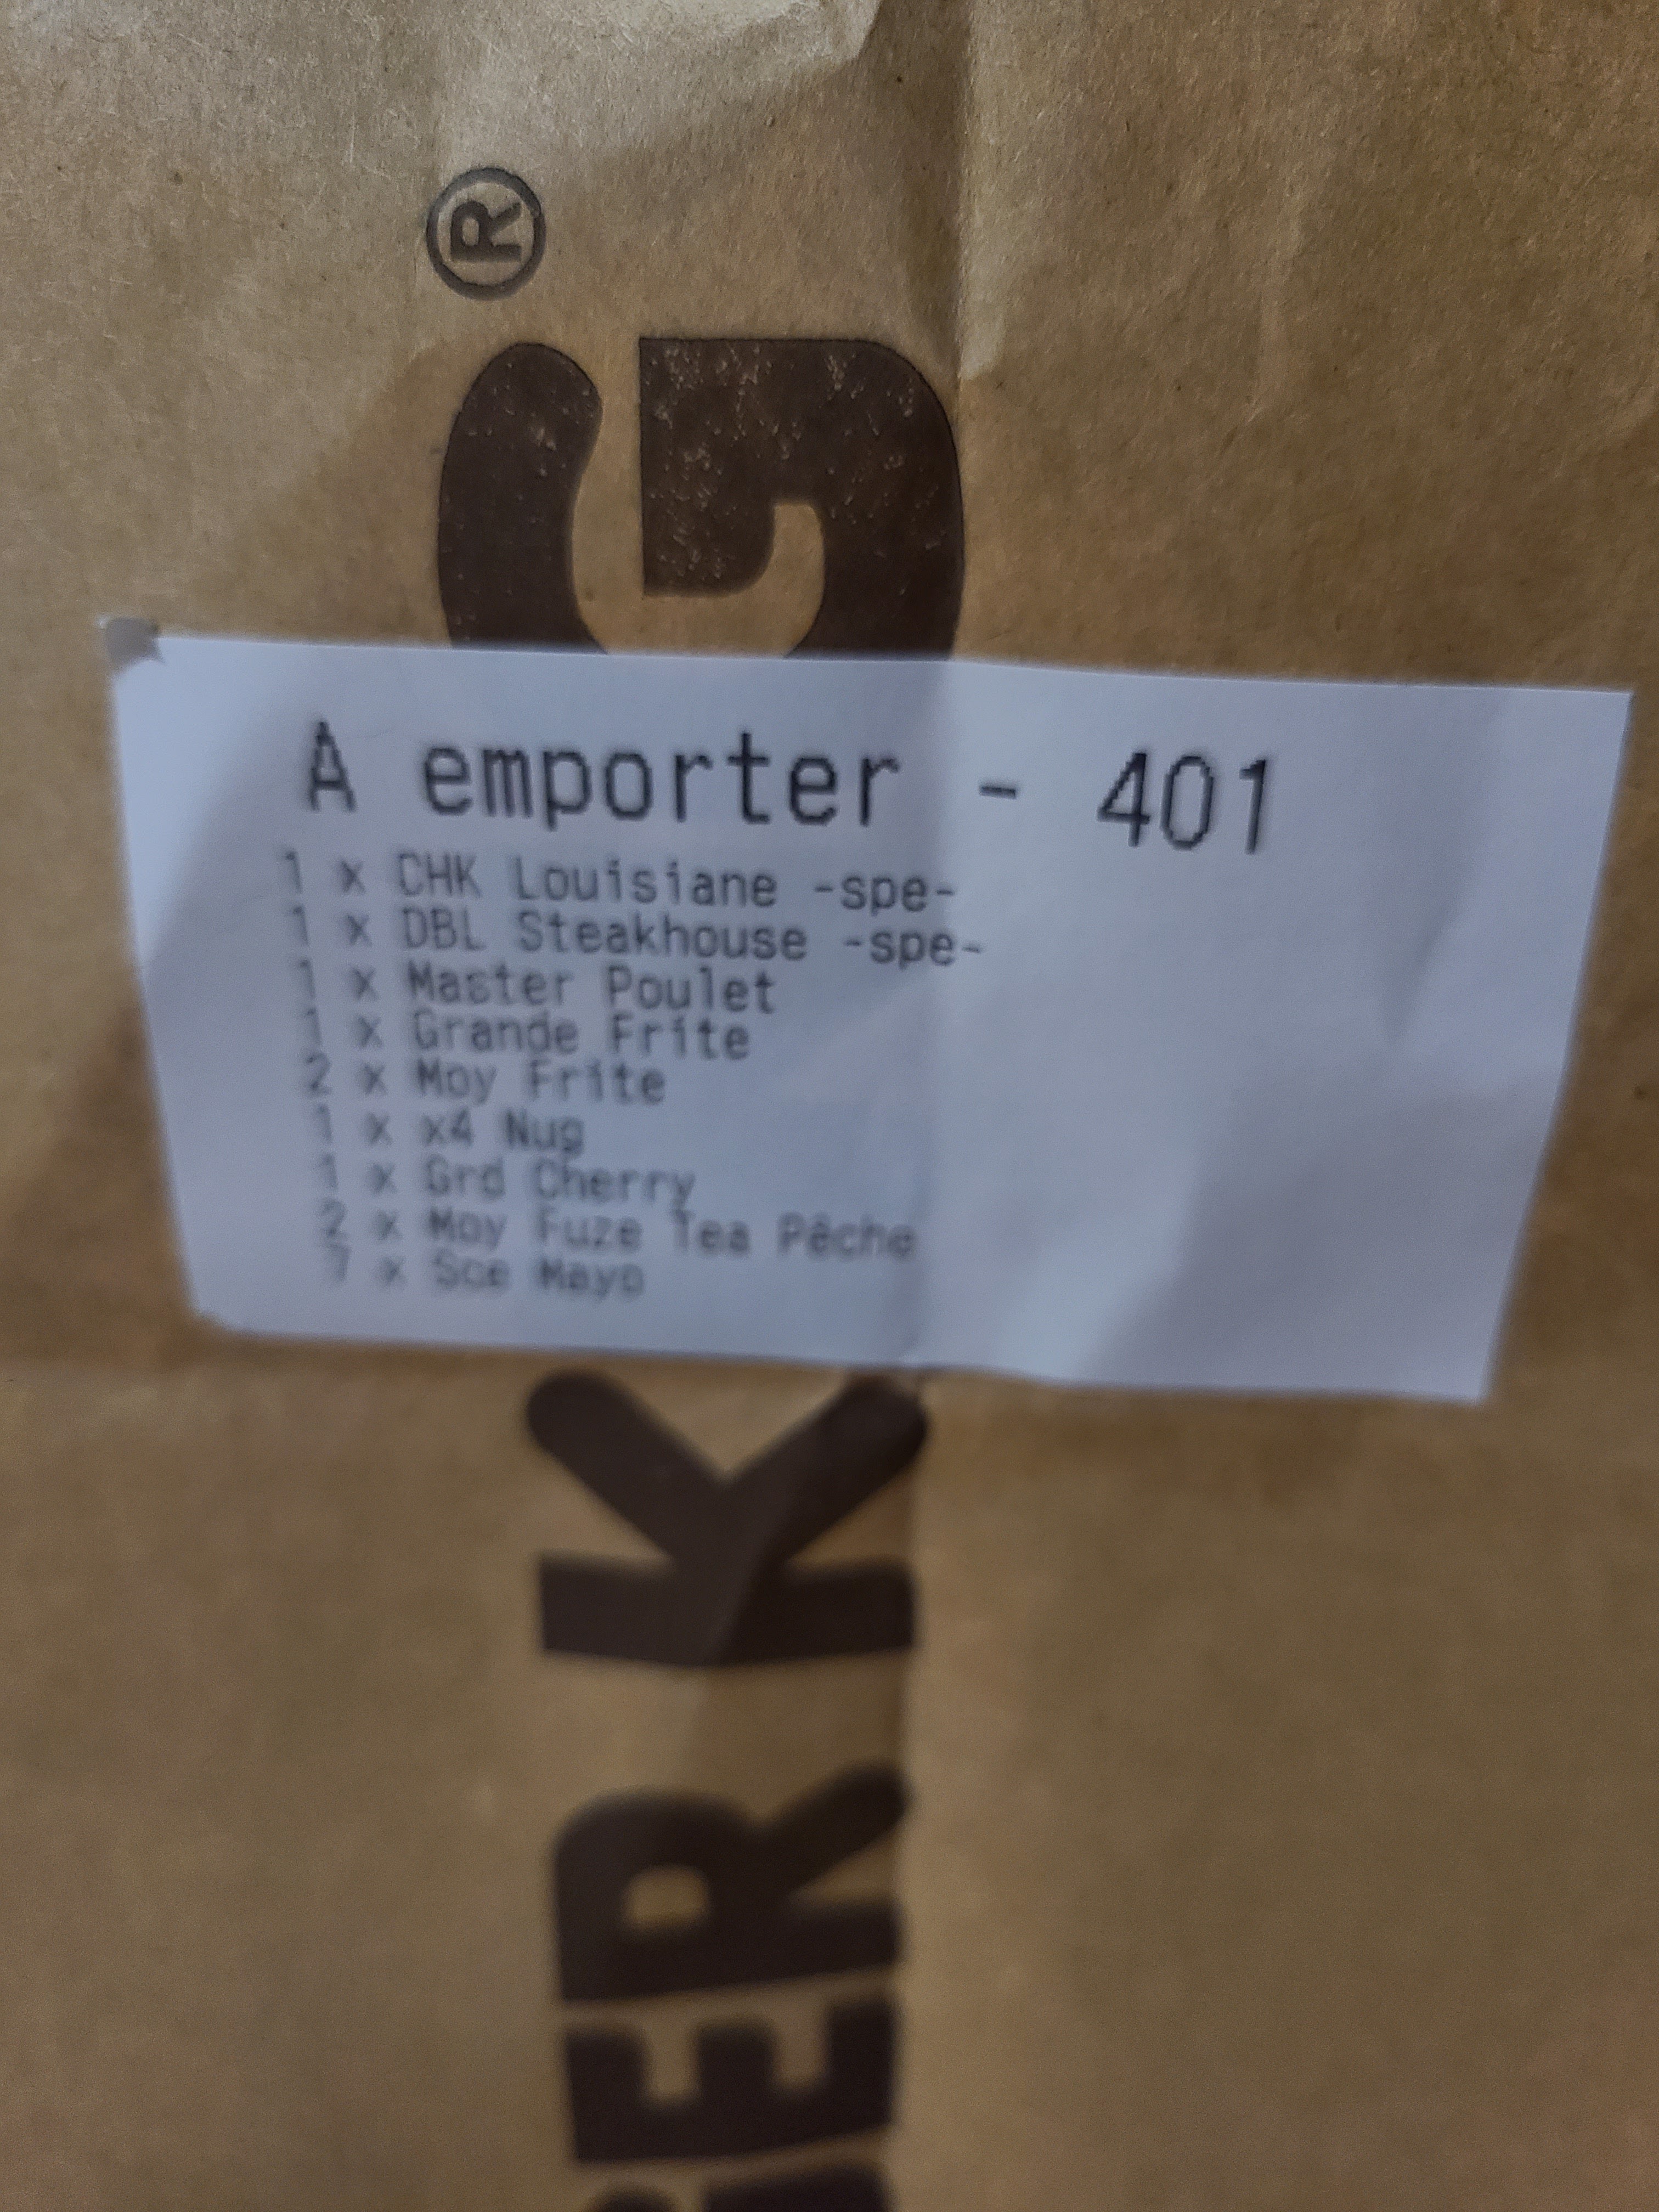 A emporter - 401
1 x CHK Louisiane -spe-
1 x DBL Steakhouse -spe-
1 x Master Poulet
1 x Grande Frite
2 x Moy Frite
1 x x4 Nug
1 x Grd Cherry
2 x Moy Fuze Tea Pêche
7 x Sce Mayo
®